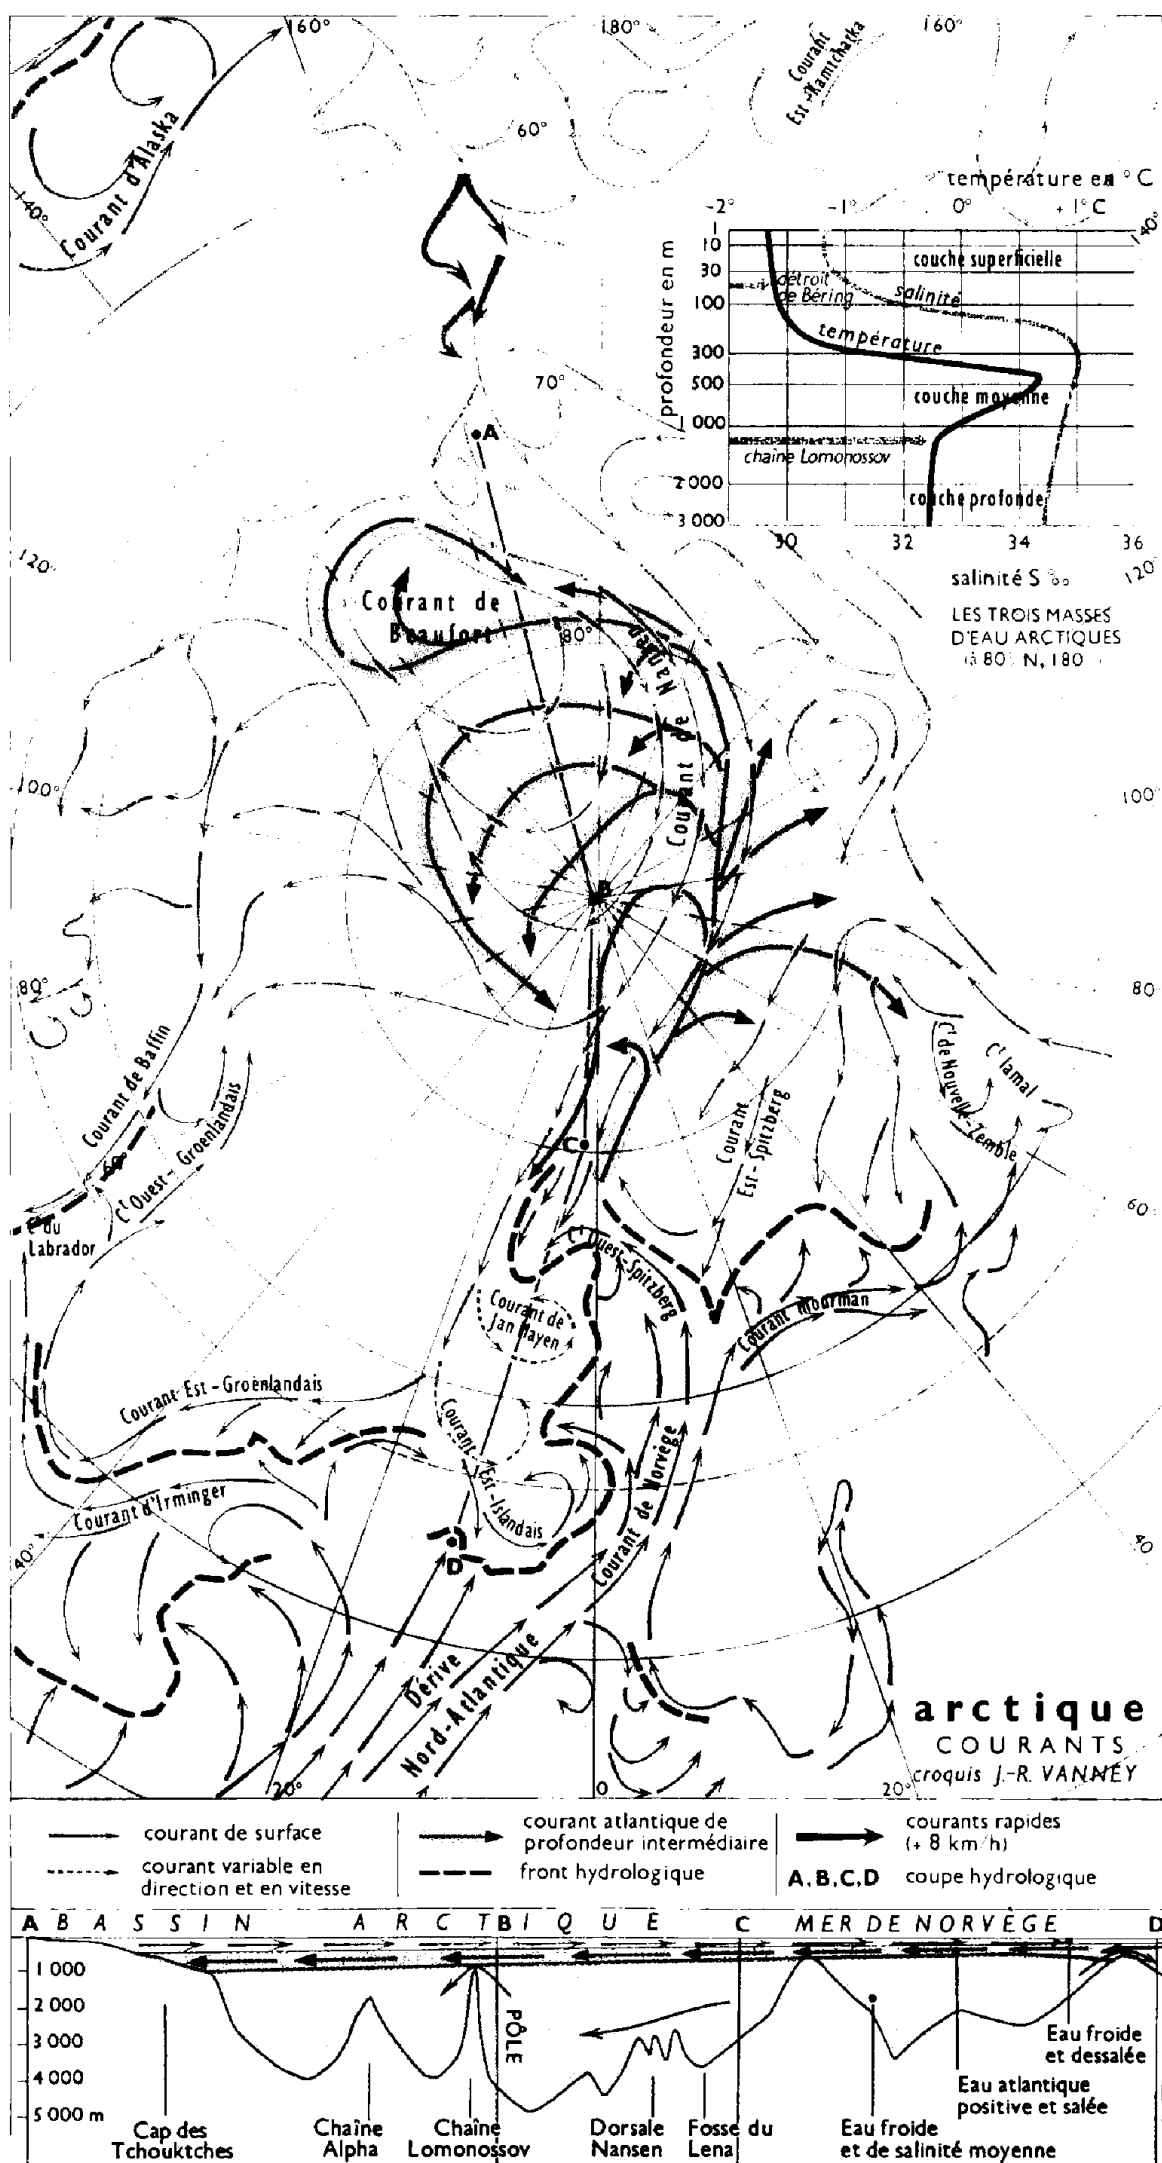 160°
180°
160°
Courant
Est-Kamtchatka
60°
Courant d'Alaska
140°
température en °C
-2°
-1°
0°
+1°C
140°
profondeur en m
1
10
30
100
300
500
1 000
2 000
3 000
couche superficielle
détroit
de Béring
salinité
température
couche moyenne
chaîne Lomonossov
couche profonde
30
32
34
36
salinité S ‰
LES TROIS MASSES
D'EAU ARCTIQUES
(à 80° N, 180
70°
A
120°
120°
Courant de
Beaufort
80°
Courant de Nansen
100°
100°
B
80°
80°
Courant de Baffin
Ct Ouest-Groenlandais
60°
Ct du
Labrador
C
Courant
Est-Spitzberg
Ct de Nouvelle-Zemble
Ct Iamal
60°
Ct Ouest-Spitzberg
Courant de
Jan Mayen
Courant Mourman
Courant Est-Groënlandais
Courant
Est-Islandais
Courant de Norvège
Courant d'Irminger
40°
40
D
Dérive
Nord-Atlantique
20°
0
20°
arctique
COURANTS
croquis J.-R. VANNEY
courant de surface
courant variable en
direction et en vitesse
courant atlantique de
profondeur intermédiaire
front hydrologique
courants rapides
(+ 8 km/h)
A,B,C,D coupe hydrologique
A BASSIN ARCTIQUE B C MER DE NORVÈGE D
1 000
2 000
3 000
4 000
5 000 m
PÔLE
Cap des
Tchouktches
Chaîne
Alpha
Chaîne
Lomonossov
Dorsale
Nansen
Fosse du
Lena
Eau froide
et de salinité moyenne
Eau atlantique
positive et salée
Eau froide
et dessalée